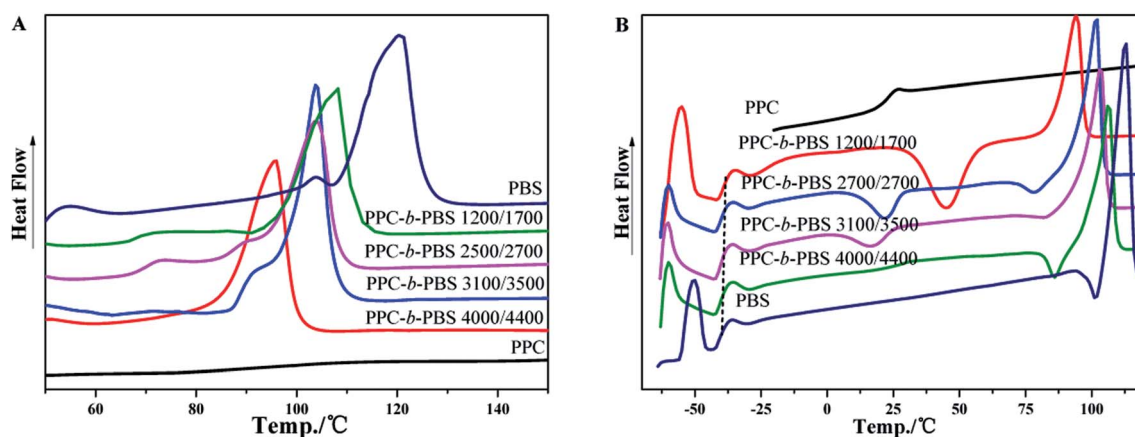 A
Heat Flow
PBS
PPC-b-PBS 1200/1700
PPC-b-PBS 2500/2700
PPC-b-PBS 3100/3500
PPC-b-PBS 4000/4400
PPC
60 80 100 120 140
Temp./℃
B
Heat Flow
PPC
PPC-b-PBS 1200/1700
PPC-b-PBS 2700/2700
PPC-b-PBS 3100/3500
PPC-b-PBS 4000/4400
PBS
-50 -25 0 25 50 75 100
Temp./℃